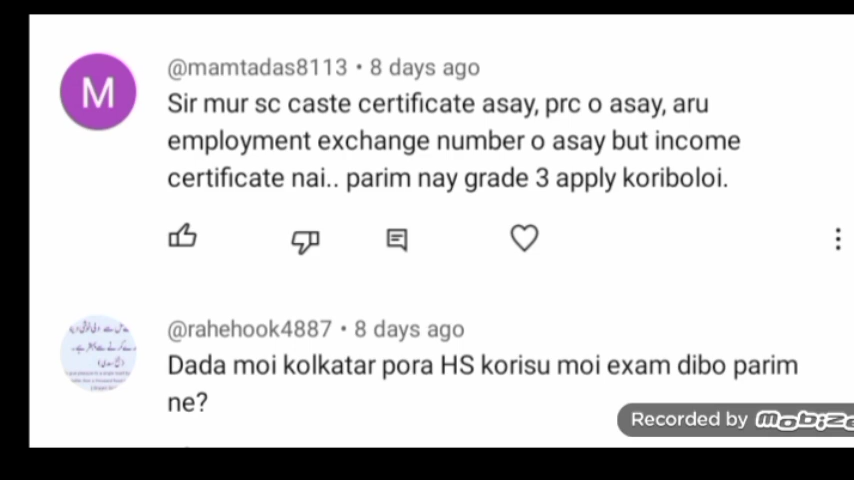 M
@mamtadas8113 • 8 days ago
Sir mur sc caste certificate asay, prc o asay, aru
employment exchange number o asay but income
certificate nai.. parim nay grade 3 apply koriboloi.
@rahehook4887 • 8 days ago
Dada moi kolkatar pora HS korisu moi exam dibo parim
ne?
Recorded by